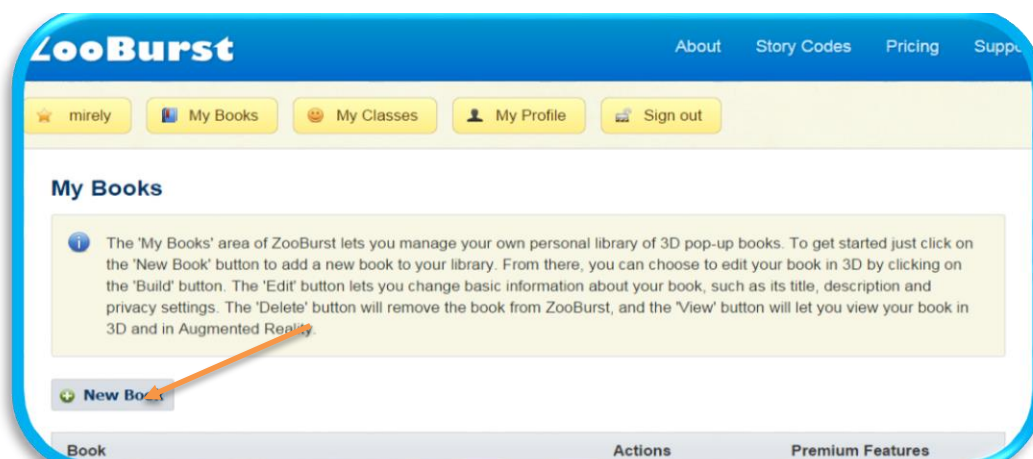 ZooBurst
About Story Codes Pricing Suppo
mirely My Books My Classes My Profile Sign out
My Books
The 'My Books' area of ZooBurst lets you manage your own personal library of 3D pop-up books. To get started just click on
the 'New Book' button to add a new book to your library. From there, you can choose to edit your book in 3D by clicking on
the 'Build' button. The 'Edit' button lets you change basic information about your book, such as its title, description and
privacy settings. The 'Delete' button will remove the book from ZooBurst, and the 'View' button will let you view your book in
3D and in Augmented Reality.
New Book
Book Actions Premium Features